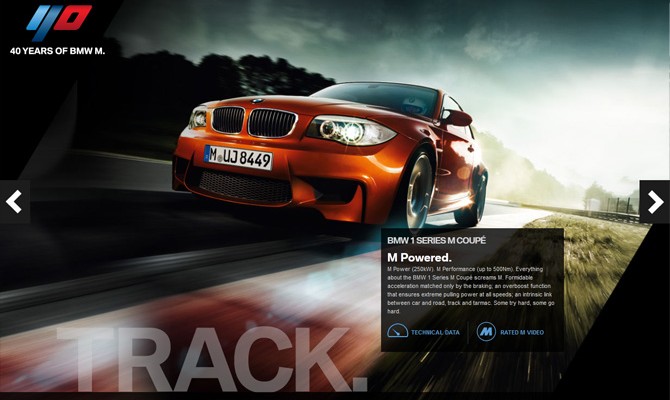 40 YEARS OF BMW M.
M UJ 8449
BMW 1 SERIES M COUPÉ
M Powered.
M Power (250kW). M Performance (up to 500Nm). Everything
about the BMW 1 Series M Coupé screams M. Formidable
acceleration matched only by the braking; an overboost function
that ensures extreme pulling power at all speeds; an intrinsic link
between car and road, track and tarmac. Some try hard, some go
hard.
TECHNICAL DATA
M RATED M VIDEO
TRACK.